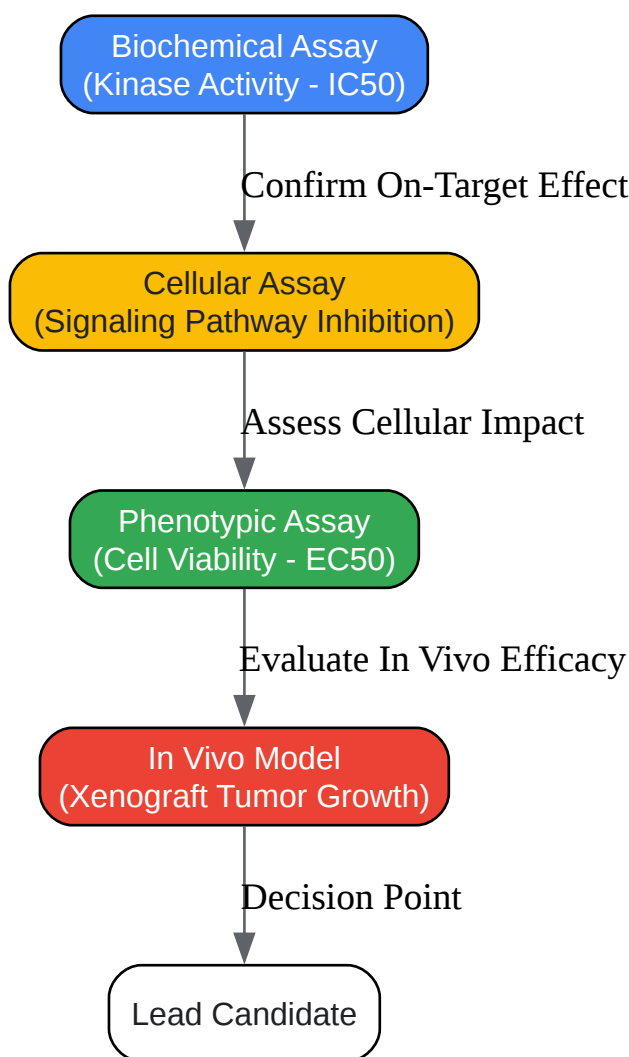 Biochemical Assay
(Kinase Activity - IC50)
Confirm On-Target Effect
Cellular Assay
(Signaling Pathway Inhibition)
Assess Cellular Impact
Phenotypic Assay
(Cell Viability - EC50)
Evaluate In Vivo Efficacy
In Vivo Model
(Xenograft Tumor Growth)
Decision Point
Lead Candidate